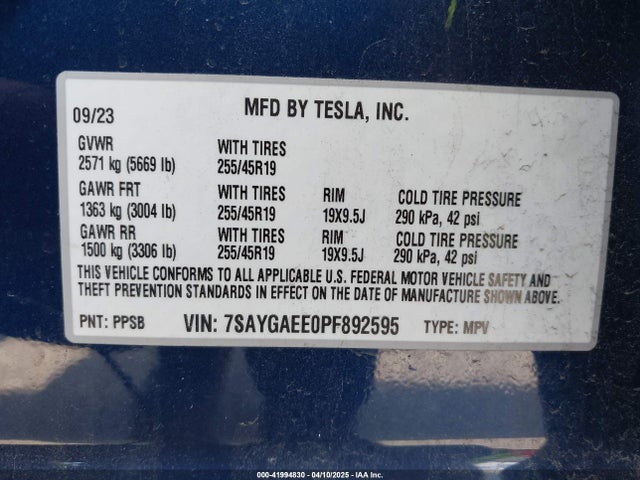 MFD BY TESLA, INC.
09/23
GVWR WITH TIRES
2571 kg (5669 lb) 255/45R19
GAWR FRT WITH TIRES RIM COLD TIRE PRESSURE
1363 kg (3004 lb) 255/45R19 19X9.5J 290 kPa, 42 psi
GAWR RR WITH TIRES RIM COLD TIRE PRESSURE
1500 kg (3306 lb) 255/45R19 19X9.5J 290 kPa, 42 psi
THIS VEHICLE CONFORMS TO ALL APPLICABLE U.S. FEDERAL MOTOR VEHICLE SAFETY AND
THEFT PREVENTION STANDARDS IN EFFECT ON THE DATE OF MANUFACTURE SHOWN ABOVE.
PNT: PPSB VIN: 7SAYGAEE0PF892595 TYPE: MPV
000-41994830 - 04/10/2025 - IAA Inc.